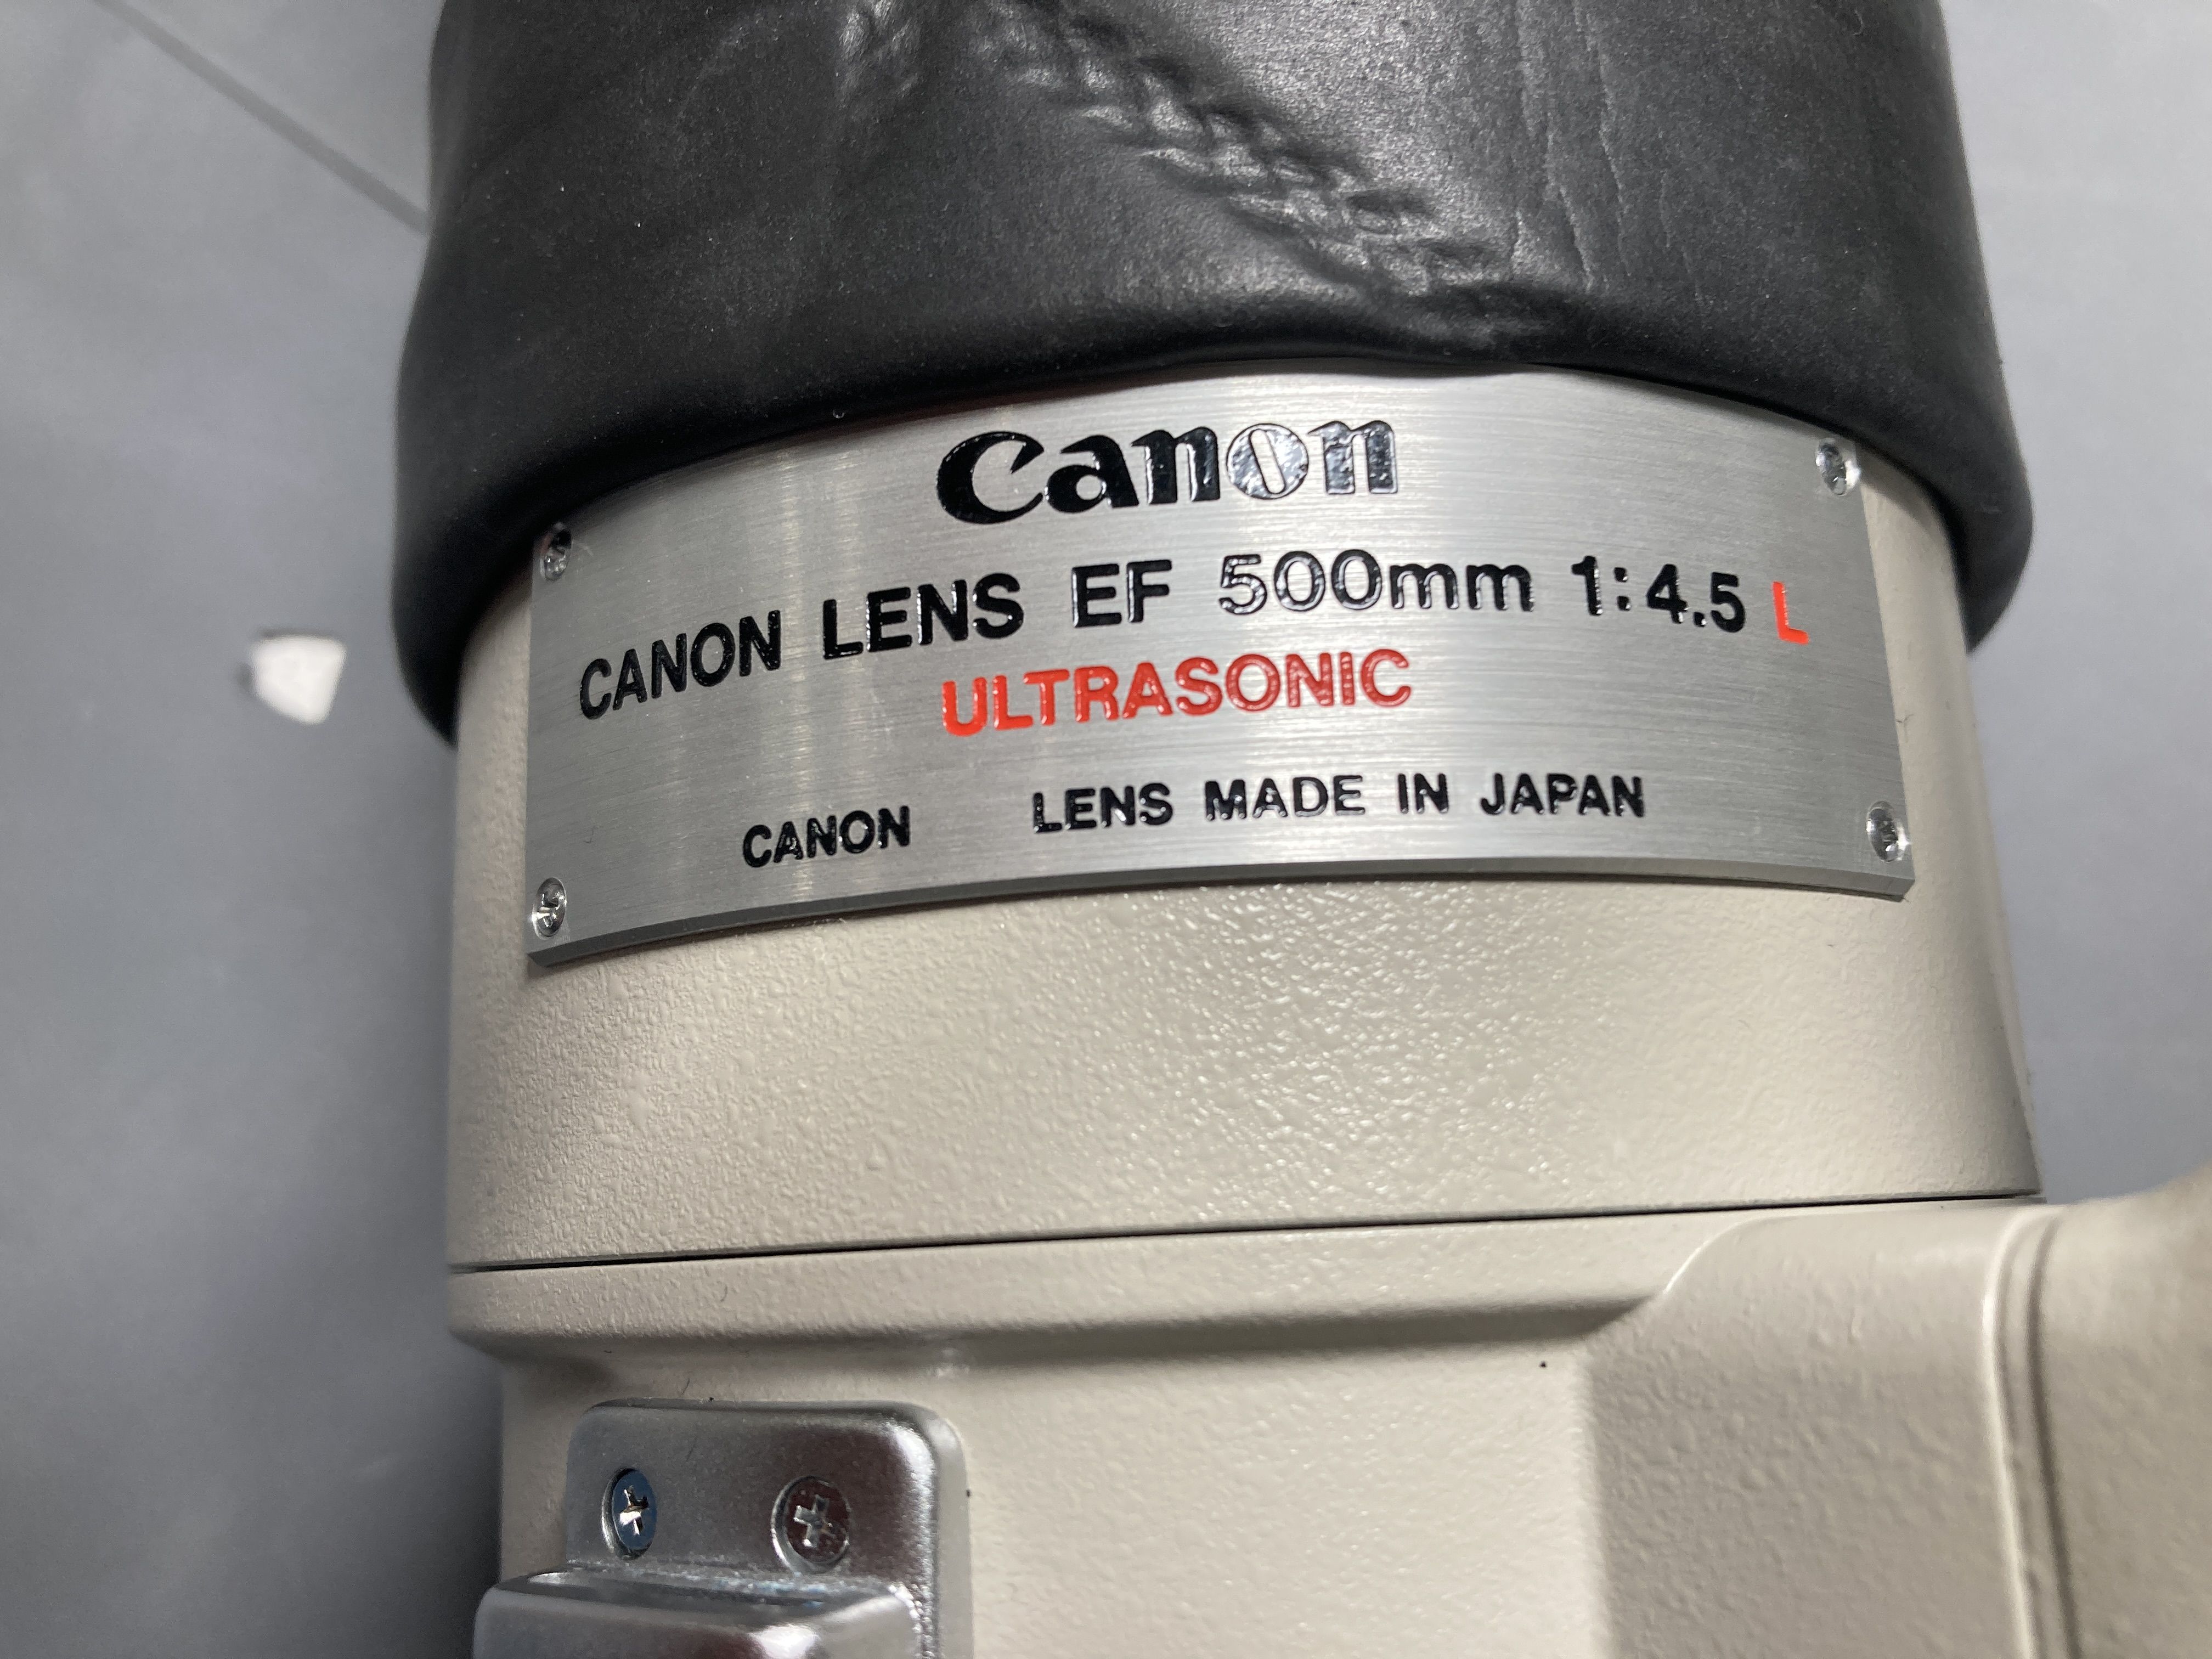 Canon
CANON LENS EF 500mm 1:4.5 L
ULTRASONIC
CANON LENS MADE IN JAPAN